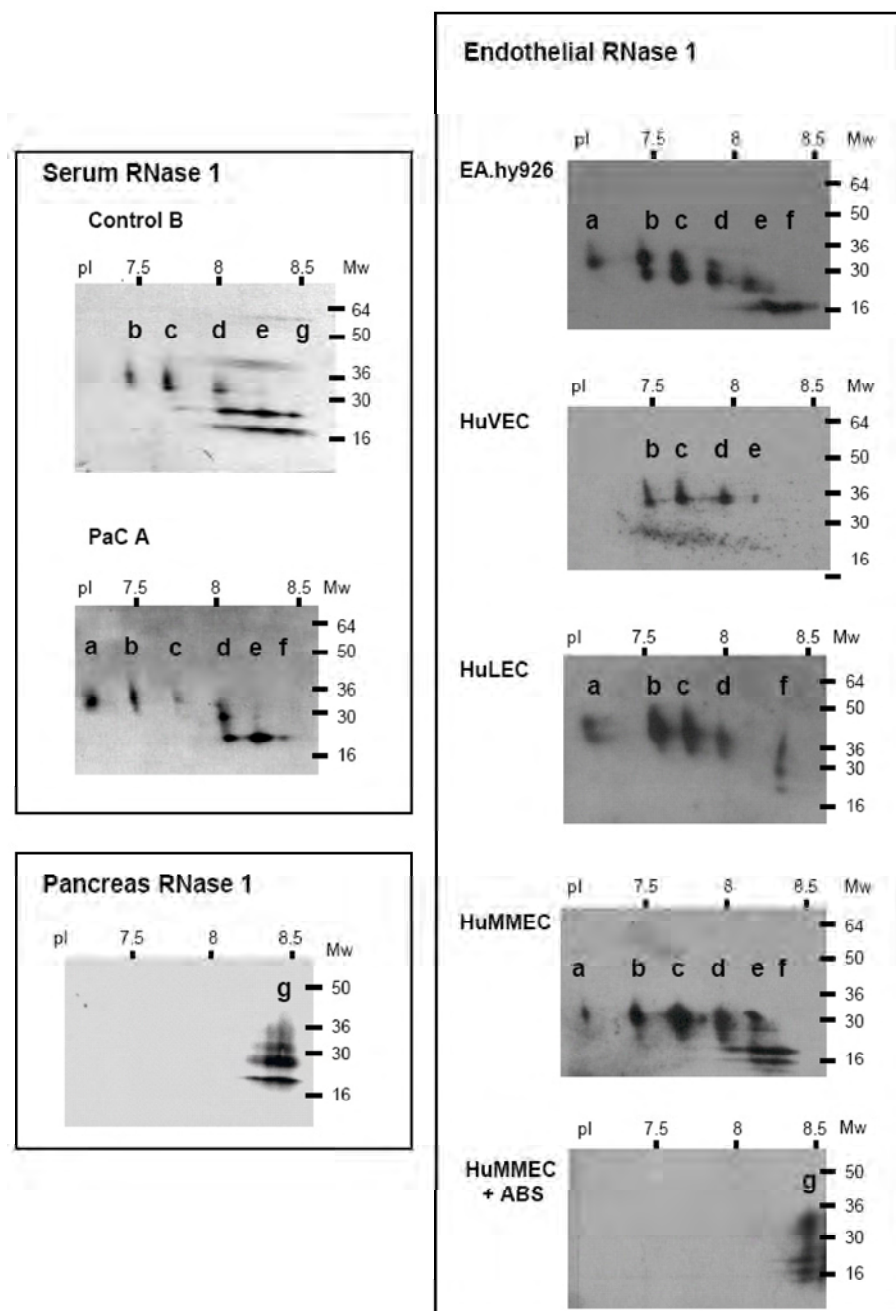 Serum RNase 1
Control B
pI 7.5 8 8.5 Mw
b c d e g
64
50
36
30
16
PaC A
pI 7.5 8 8.5 Mw
a b c d e f
64
50
36
30
16
Pancreas RNase 1
pI 7.5 8 8.5 Mw
g
50
36
30
16
Endothelial RNase 1
EA.hy926
pI 7.5 8 8.5 Mw
a b c d e f
64
50
36
30
16
HuVEC
pI 7.5 8 8.5 Mw
b c d e
64
50
36
30
16
HuLEC
pI 7.5 8 8.5 Mw
a b c d f
64
50
36
30
16
HuMMEC
pI 7.5 8 8.5 Mw
a b c d e f
64
50
36
30
16
HuMMEC
+ ABS
pI 7.5 8 8.5 Mw
g
50
36
30
16